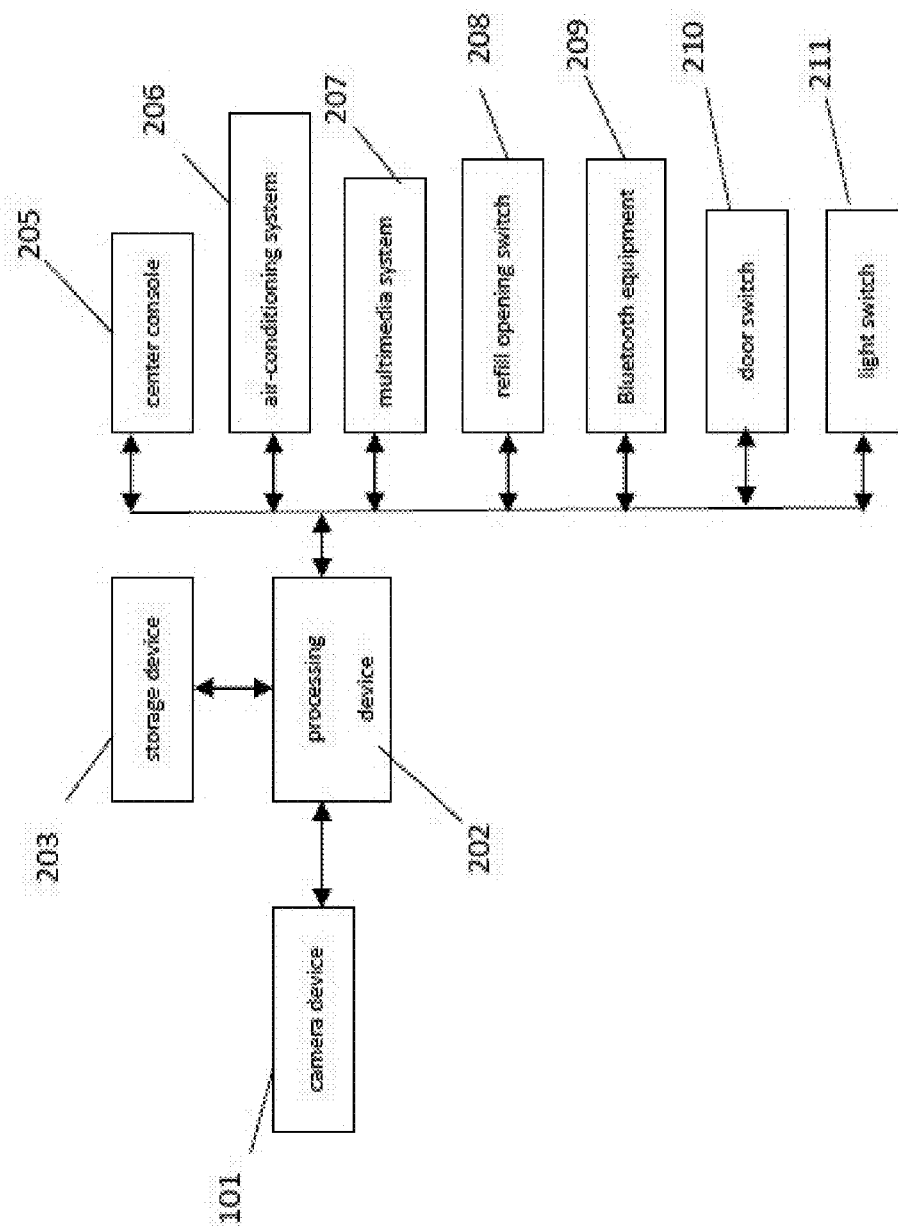 101
camera device
203
storage device
processing
device
202
205
center console
206
air-conditioning system
207
multimedia system
208
refill opening switch
209
Bluetooth equipment
210
door switch
211
light switch